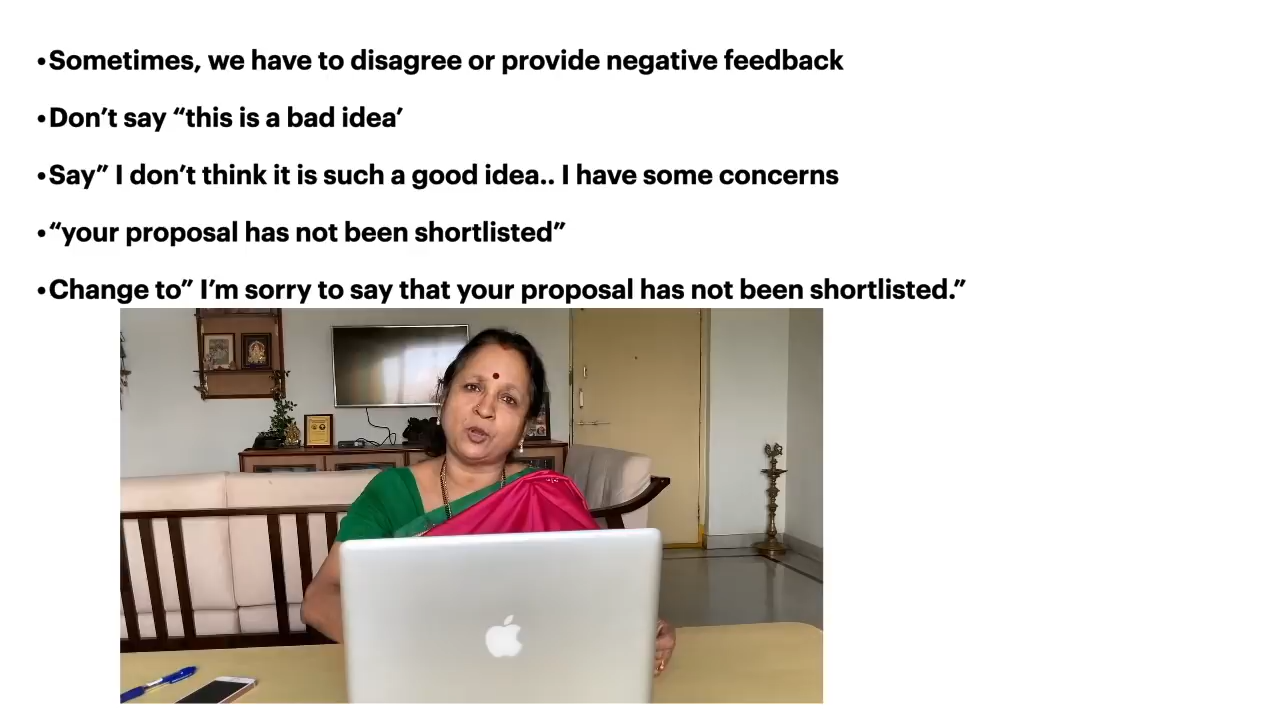 •Sometimes, we have to disagree or provide negative feedback
•Don’t say “this is a bad idea’
•Say” I don’t think it is such a good idea.. I have some concerns
•“your proposal has not been shortlisted”
•Change to” I’m sorry to say that your proposal has not been shortlisted.”